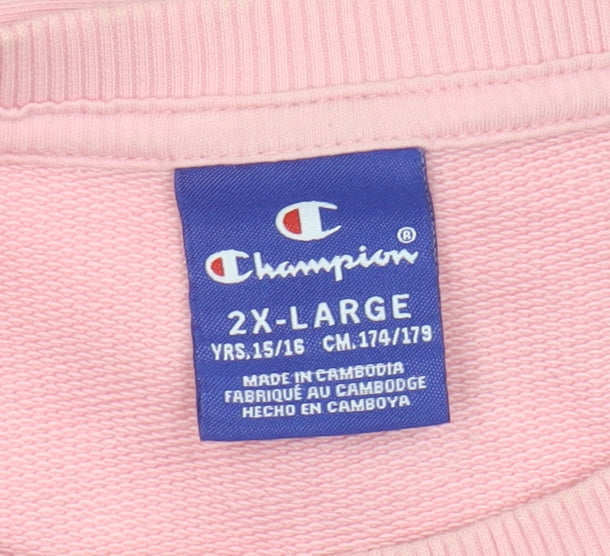 Champion®
2X-LARGE
YRS.15/16 CM.174/179
MADE IN CAMBODIA
FABRIQUÉ AU CAMBODGE
HECHO EN CAMBOYA